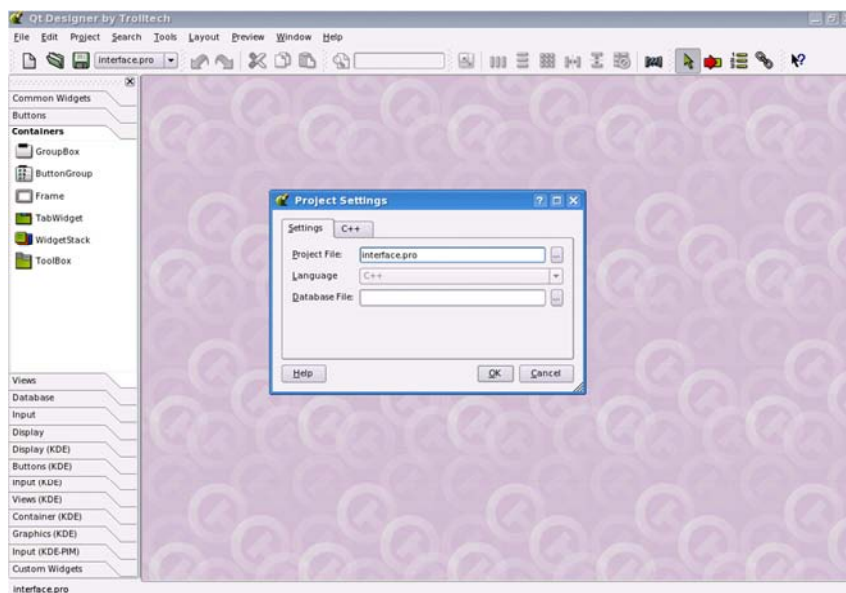 Qt Designer by Trolltech
File Edit Project Search Tools Layout Preview Window Help
interface.pro
Common Widgets
Buttons
Containers
GroupBox
ButtonGroup
Frame
TabWidget
WidgetStack
ToolBox
Views
Database
Input
Display
Display (KDE)
Buttons (KDE)
Input (KDE)
Views (KDE)
Container (KDE)
Graphics (KDE)
Input (KDE-PIM)
Custom Widgets
Project Settings
Settings C++
Project File: interface.pro ...
Language C++
Database File: ...
Help OK Cancel
interface.pro